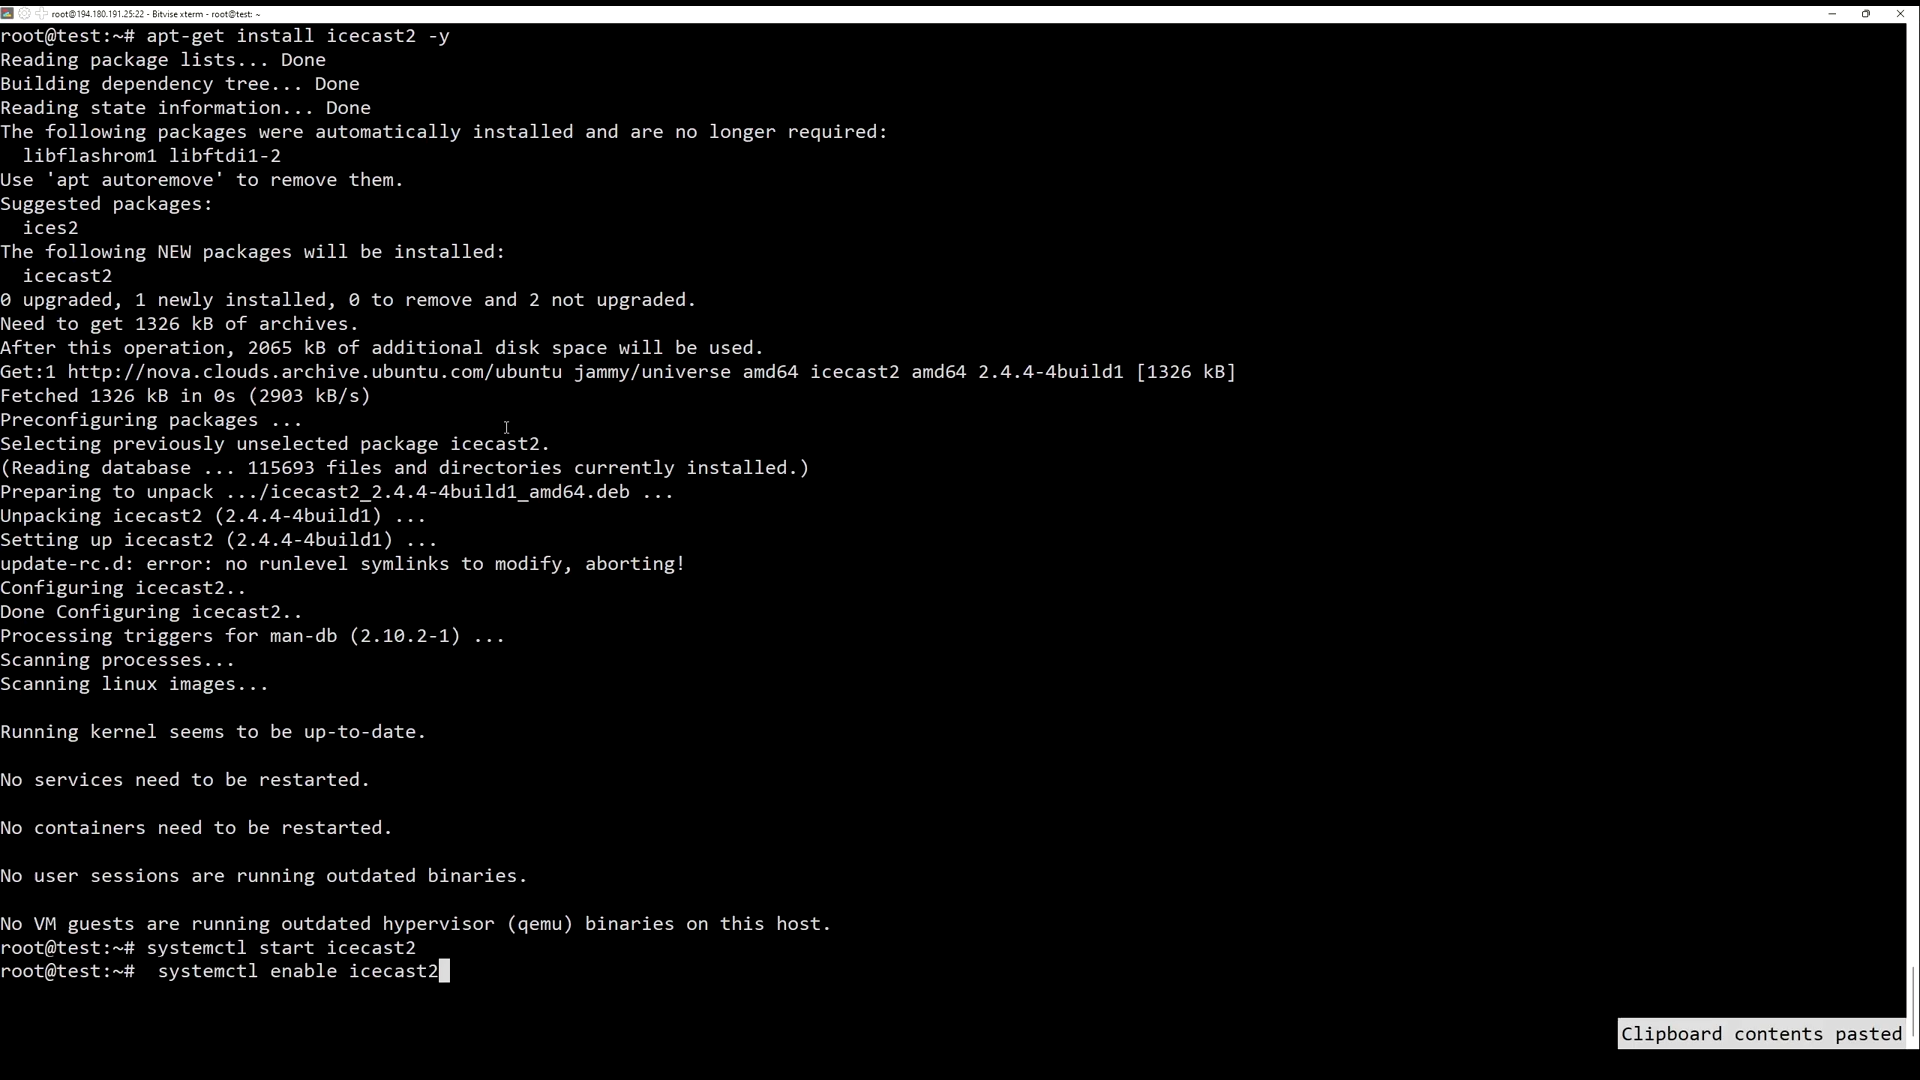 root@194.180.191.25:22 - Bitvise xterm - root@test: ~
root@test:~# apt-get install icecast2 -y
Reading package lists... Done
Building dependency tree... Done
Reading state information... Done
The following packages were automatically installed and are no longer required:
  libflashrom1 libftdi1-2
Use 'apt autoremove' to remove them.
Suggested packages:
  ices2
The following NEW packages will be installed:
  icecast2
0 upgraded, 1 newly installed, 0 to remove and 2 not upgraded.
Need to get 1326 kB of archives.
After this operation, 2065 kB of additional disk space will be used.
Get:1 http://nova.clouds.archive.ubuntu.com/ubuntu jammy/universe amd64 icecast2 amd64 2.4.4-4build1 [1326 kB]
Fetched 1326 kB in 0s (2903 kB/s)
Preconfiguring packages ...
Selecting previously unselected package icecast2.
(Reading database ... 115693 files and directories currently installed.)
Preparing to unpack .../icecast2_2.4.4-4build1_amd64.deb ...
Unpacking icecast2 (2.4.4-4build1) ...
Setting up icecast2 (2.4.4-4build1) ...
update-rc.d: error: no runlevel symlinks to modify, aborting!
Configuring icecast2..
Done Configuring icecast2..
Processing triggers for man-db (2.10.2-1) ...
Scanning processes...
Scanning linux images...
Running kernel seems to be up-to-date.
No services need to be restarted.
No containers need to be restarted.
No user sessions are running outdated binaries.
No VM guests are running outdated hypervisor (qemu) binaries on this host.
root@test:~# systemctl start icecast2
root@test:~#  systemctl enable icecast2
Clipboard contents pasted